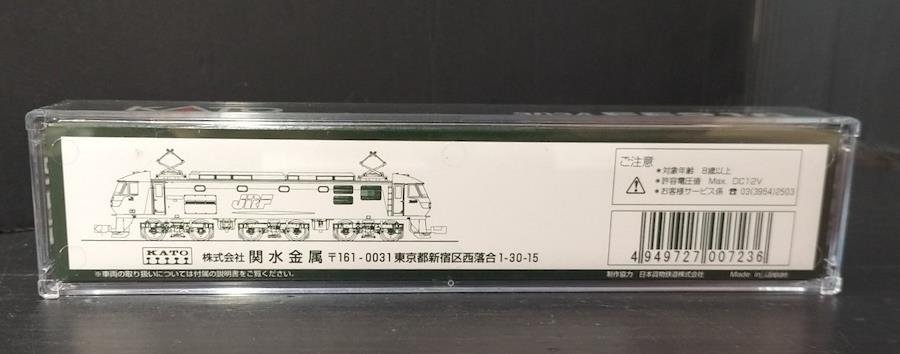 JRF
ご注意
★対象年齢 8歳以上
★許容電圧値 Max. DC12V
★お客様サービス係 ☎ 03(3954)2503
KATO
株式会社 関水金属 〒161-0031 東京都新宿区西落合1-30-15
※車両の取り扱いについては付属の説明書をご覧ください。
4 949727 007236
制作協力 日本貨物鉄道株式会社 Made in Japan